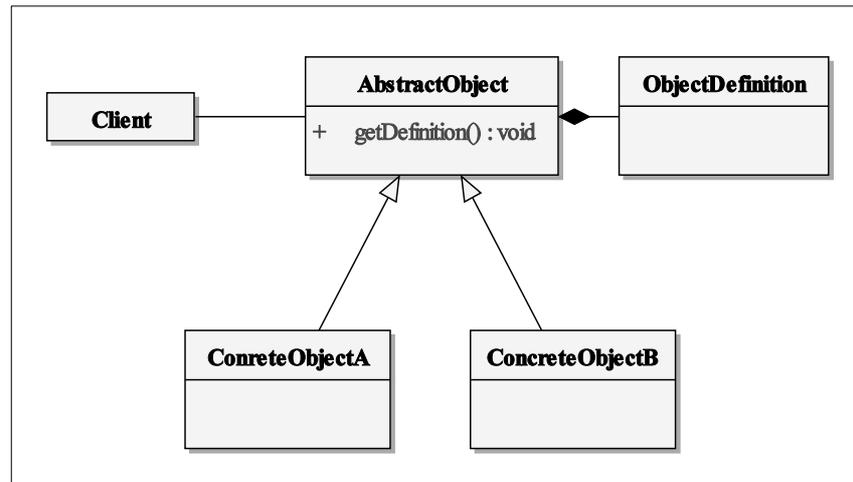 AbstractObject
ObjectDefinition
Client
+ getDefinition() : void
ConreteObjectA
ConcreteObjectB